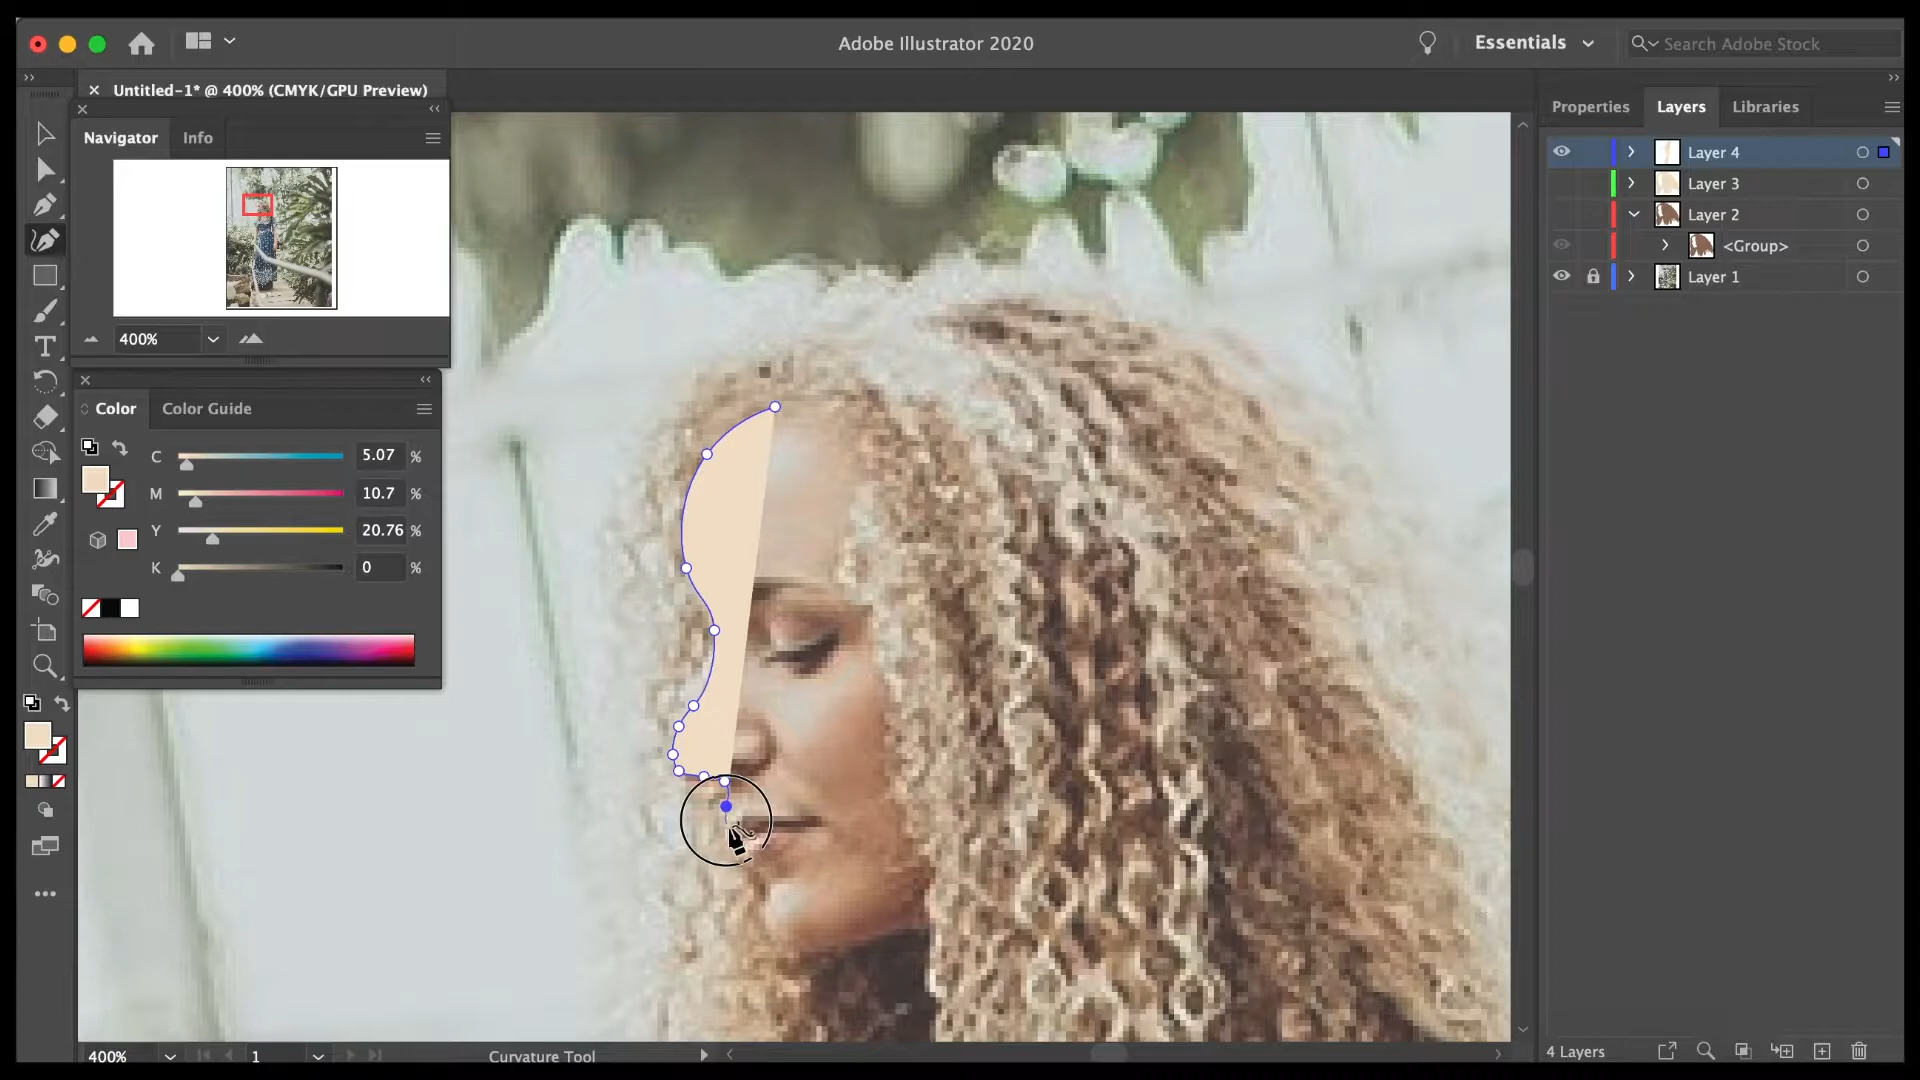 Adobe Illustrator 2020
Essentials
Search Adobe Stock
Untitled-1* @ 400% (CMYK/GPU Preview)
Navigator Info
400%
Color Color Guide
C 5.07 %
M 10.7 %
Y 20.76 %
K 0 %
Properties Layers Libraries
Layer 4
Layer 3
Layer 2
<Group>
Layer 1
400% 1 Curvature Tool
4 Layers